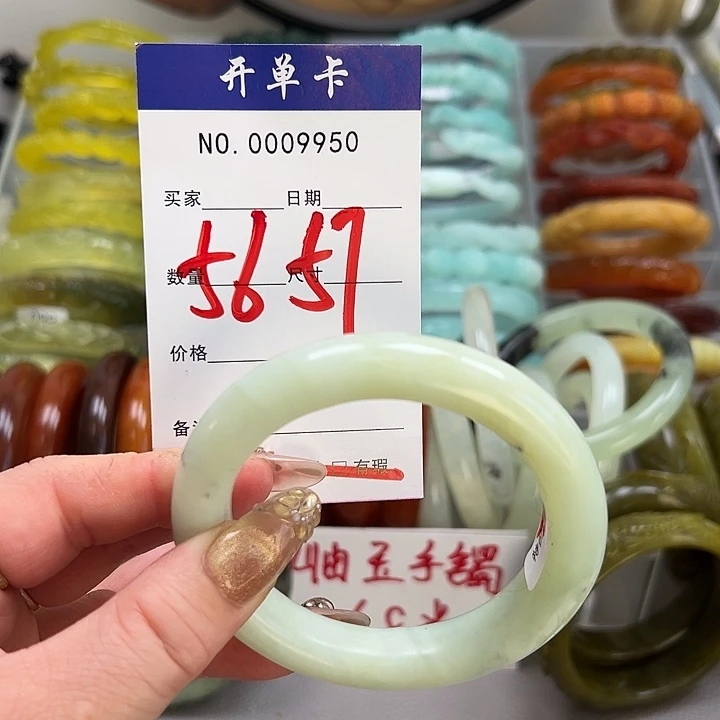 开单卡
NO. 0009950
买家 日期
5657
数量 尺寸
价格
有瑕
岫玉手镯